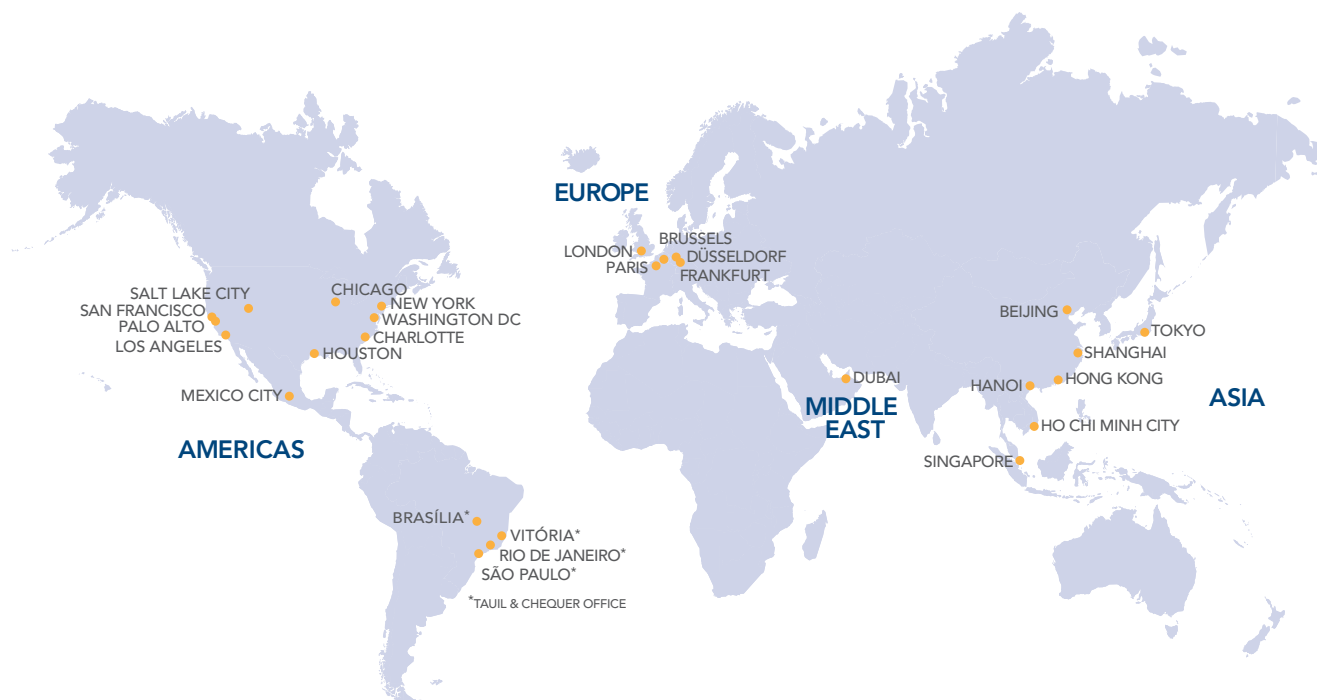 EUROPE
BRUSSELS
LONDON
DÜSSELDORF
PARIS
FRANKFURT
SALT LAKE CITY
CHICAGO
SAN FRANCISCO
NEW YORK
PALO ALTO
WASHINGTON DC
LOS ANGELES
CHARLOTTE
HOUSTON
MEXICO CITY
AMERICAS
BRASÍLIA*
VITÓRIA*
RIO DE JANEIRO*
SÃO PAULO*
*TAUIL & CHEQUER OFFICE
DUBAI
MIDDLE
EAST
BEIJING
TOKYO
SHANGHAI
HANOI
HONG KONG
ASIA
HO CHI MINH CITY
SINGAPORE